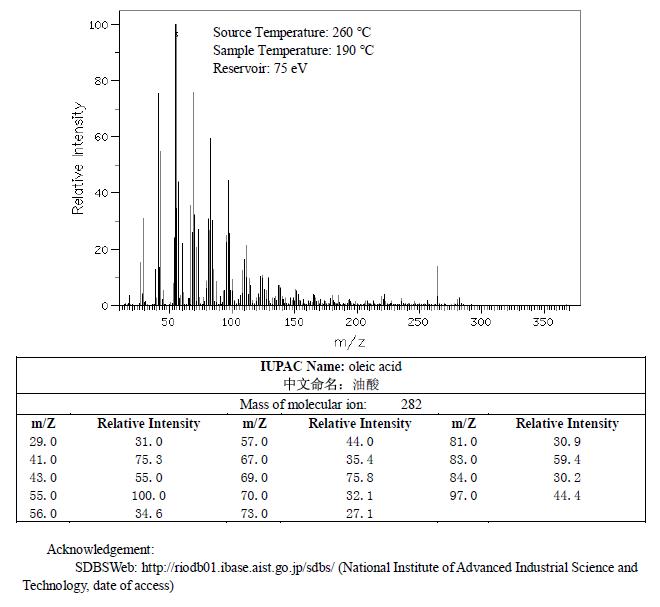 Source Temperature: 260 ℃
Sample Temperature: 190 ℃
Reservoir: 75 eV
Relative Intensity
100
80
60
40
20
0
50 100 150 200 250 300 350
m/z
IUPAC Name: oleic acid
中文命名：油酸
Mass of molecular ion: 282
m/Z Relative Intensity m/Z Relative Intensity m/Z Relative Intensity
29.0 31.0 57.0 44.0 81.0 30.9
41.0 75.3 67.0 35.4 83.0 59.4
43.0 55.0 69.0 75.8 84.0 30.2
55.0 100.0 70.0 32.1 97.0 44.4
56.0 34.6 73.0 27.1
Acknowledgement:
SDBSWeb: http://riodb01.ibase.aist.go.jp/sdbs/ (National Institute of Advanced Industrial Science and
Technology, date of access)